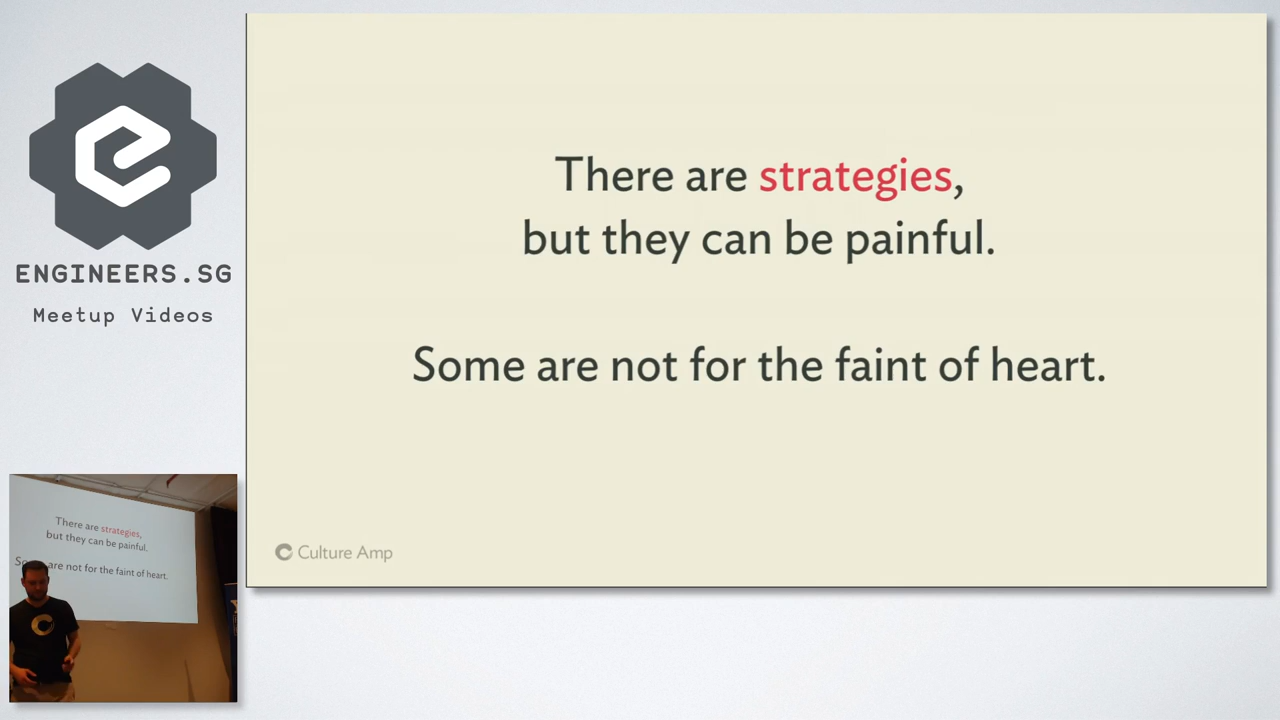 ENGINEERS.SG
Meetup Videos
There are strategies,
but they can be painful.
Some are not for the faint of heart.
Culture Amp
There are strategies,
but they can be painful.
are not for the faint of heart.